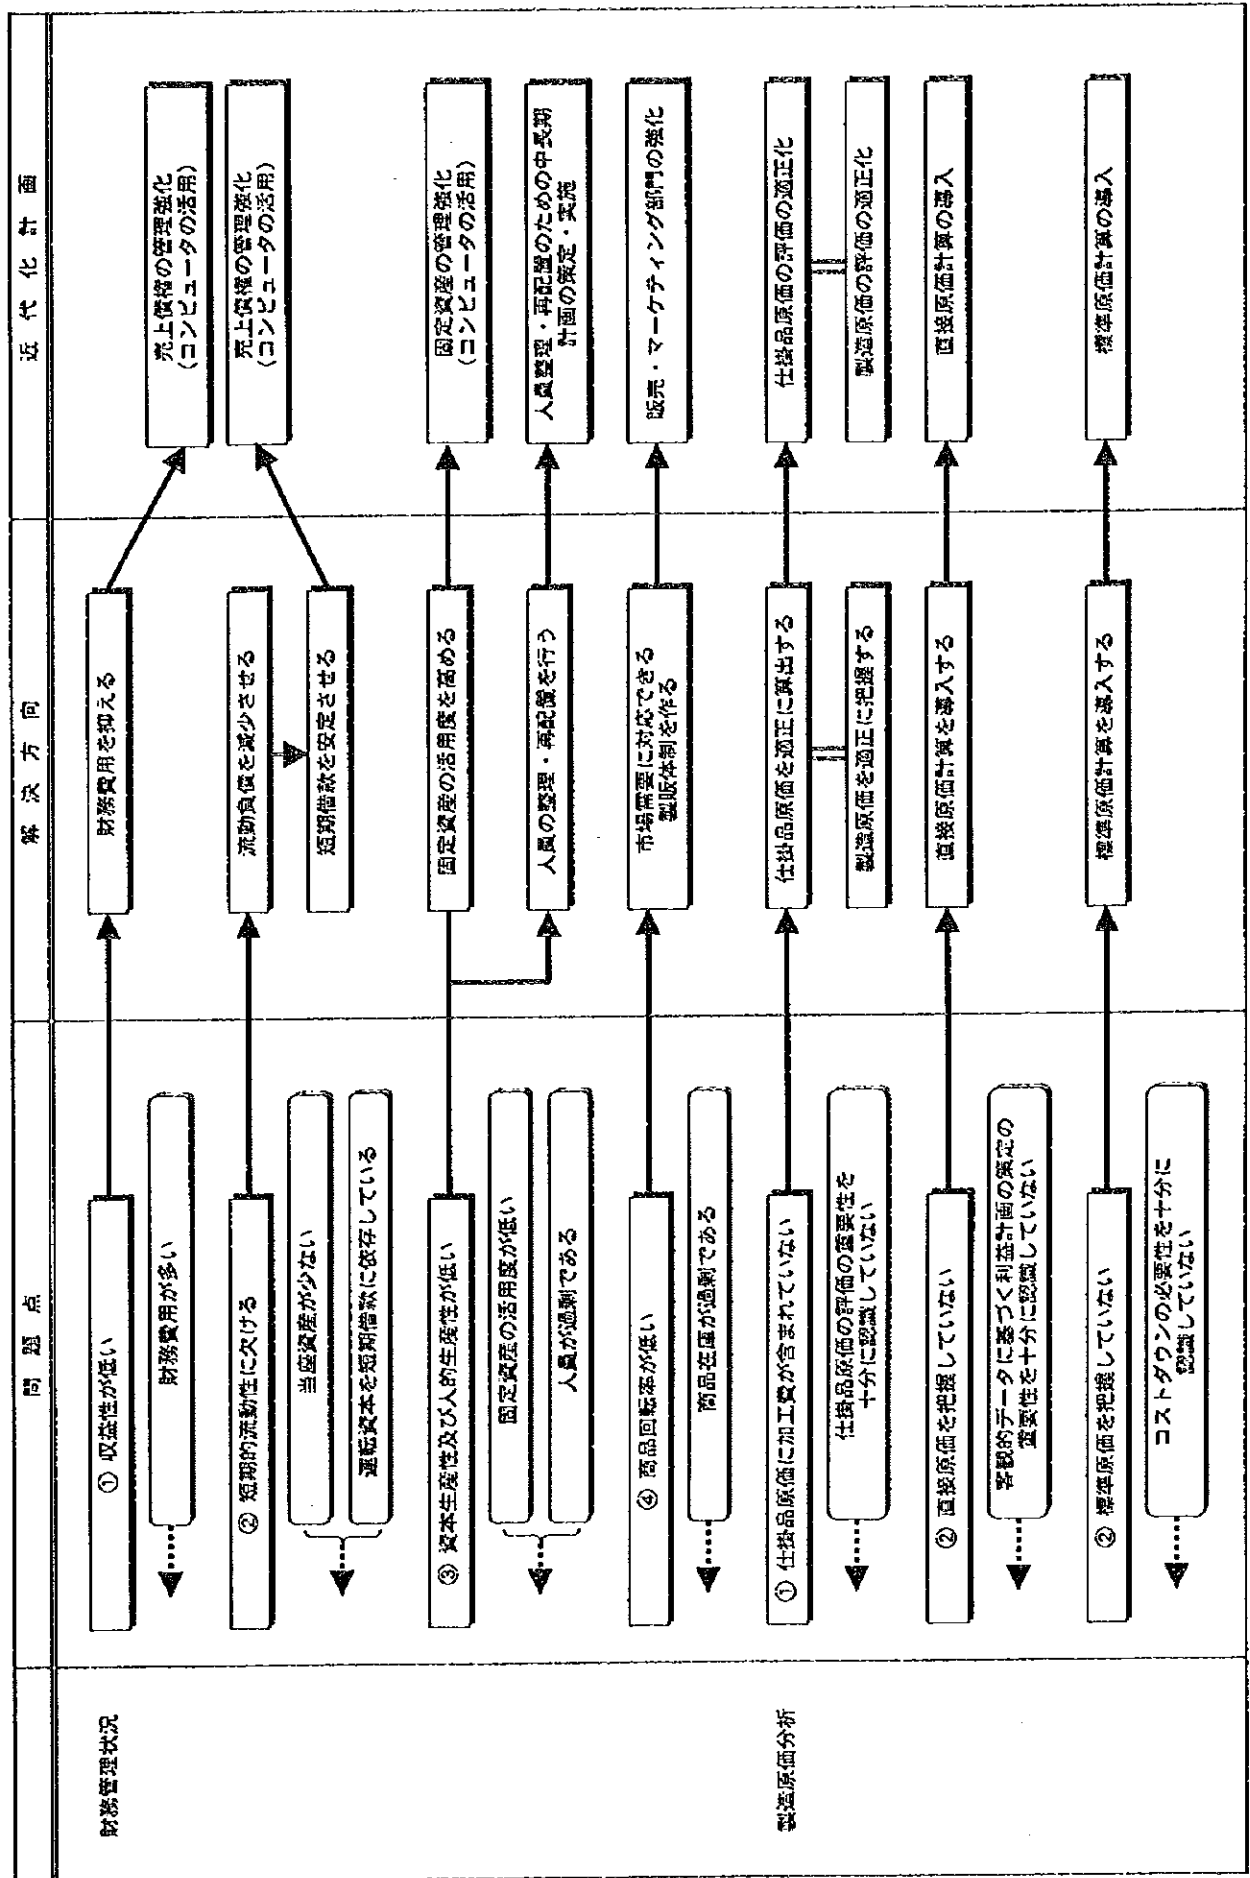 問題点
解決方向
近代化計画
財務管理状況
① 収益性が低い
財務費用が多い
財務費用を抑える
売上債権の管理強化
(コンピュータの活用)
② 短期的流動性に欠ける
当座資産が少ない
運転資本を短期借款に依存している
流動負債を減少させる
短期借款を安定させる
売上債権の管理強化
(コンピュータの活用)
③ 資本生産性及び人的生産性が低い
固定資産の活用度が低い
人員が過剰である
固定資産の活用度を高める
人員の整理・再配置を行う
固定資産の管理強化
(コンピュータの活用)
人員整理・再配置のための中長期
計画の策定・実施
④ 商品回転率が低い
商品在庫が過剰である
市場需要に対応できる
製販体制を作る
販売・マーケティング部門の強化
製造原価分析
① 仕掛品原価に加工費が含まれていない
仕掛品原価の評価の重要性を
十分に認識していない
仕掛品原価を適正に算出する
製造原価を適正に把握する
仕掛品原価の評価の適正化
製造原価の評価の適正化
② 直接原価を把握していない
客観的データに基づく利益計画の策定の
重要性を十分に認識していない
直接原価計算を導入する
直接原価計算の導入
② 標準原価を把握していない
コストダウンの必要性を十分に
認識していない
標準原価計算を導入する
標準原価計算の導入